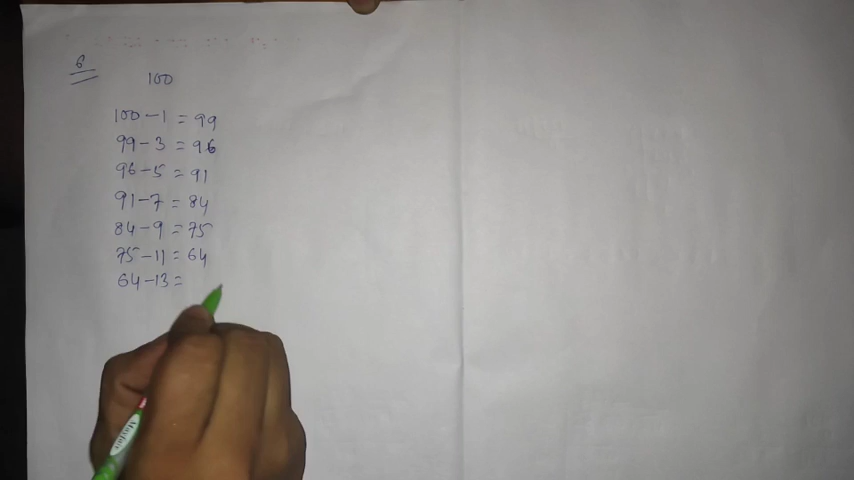 6
100
100-1 = 99
99-3 = 96
96-5 = 91
91-7 = 84
84-9 = 75
75-11 = 64
64-13 =
Master